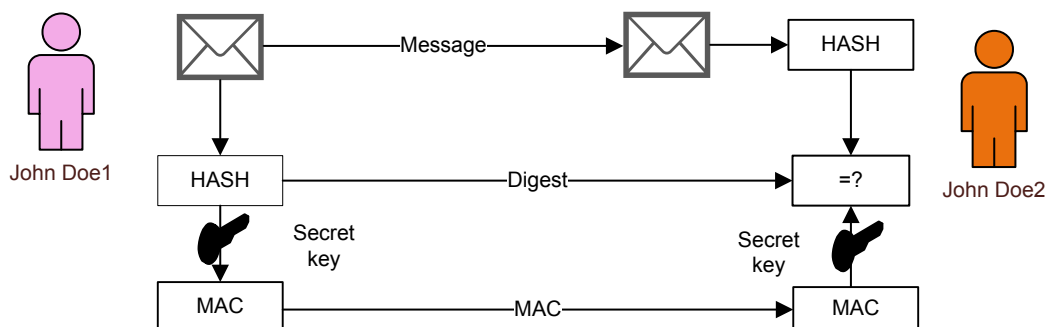 Message
HASH
John Doe1
HASH
Digest
=?
John Doe2
Secret
key
Secret
key
MAC
MAC
MAC